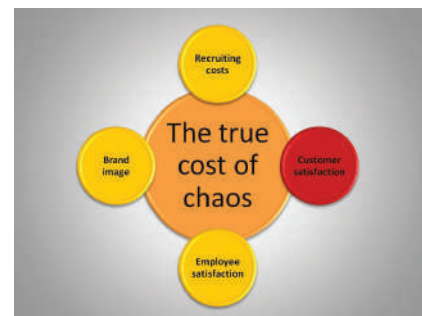 Recruiting
costs
The true
cost of
chaos
Brand
image
Customer
satisfaction
Employee
satisfaction